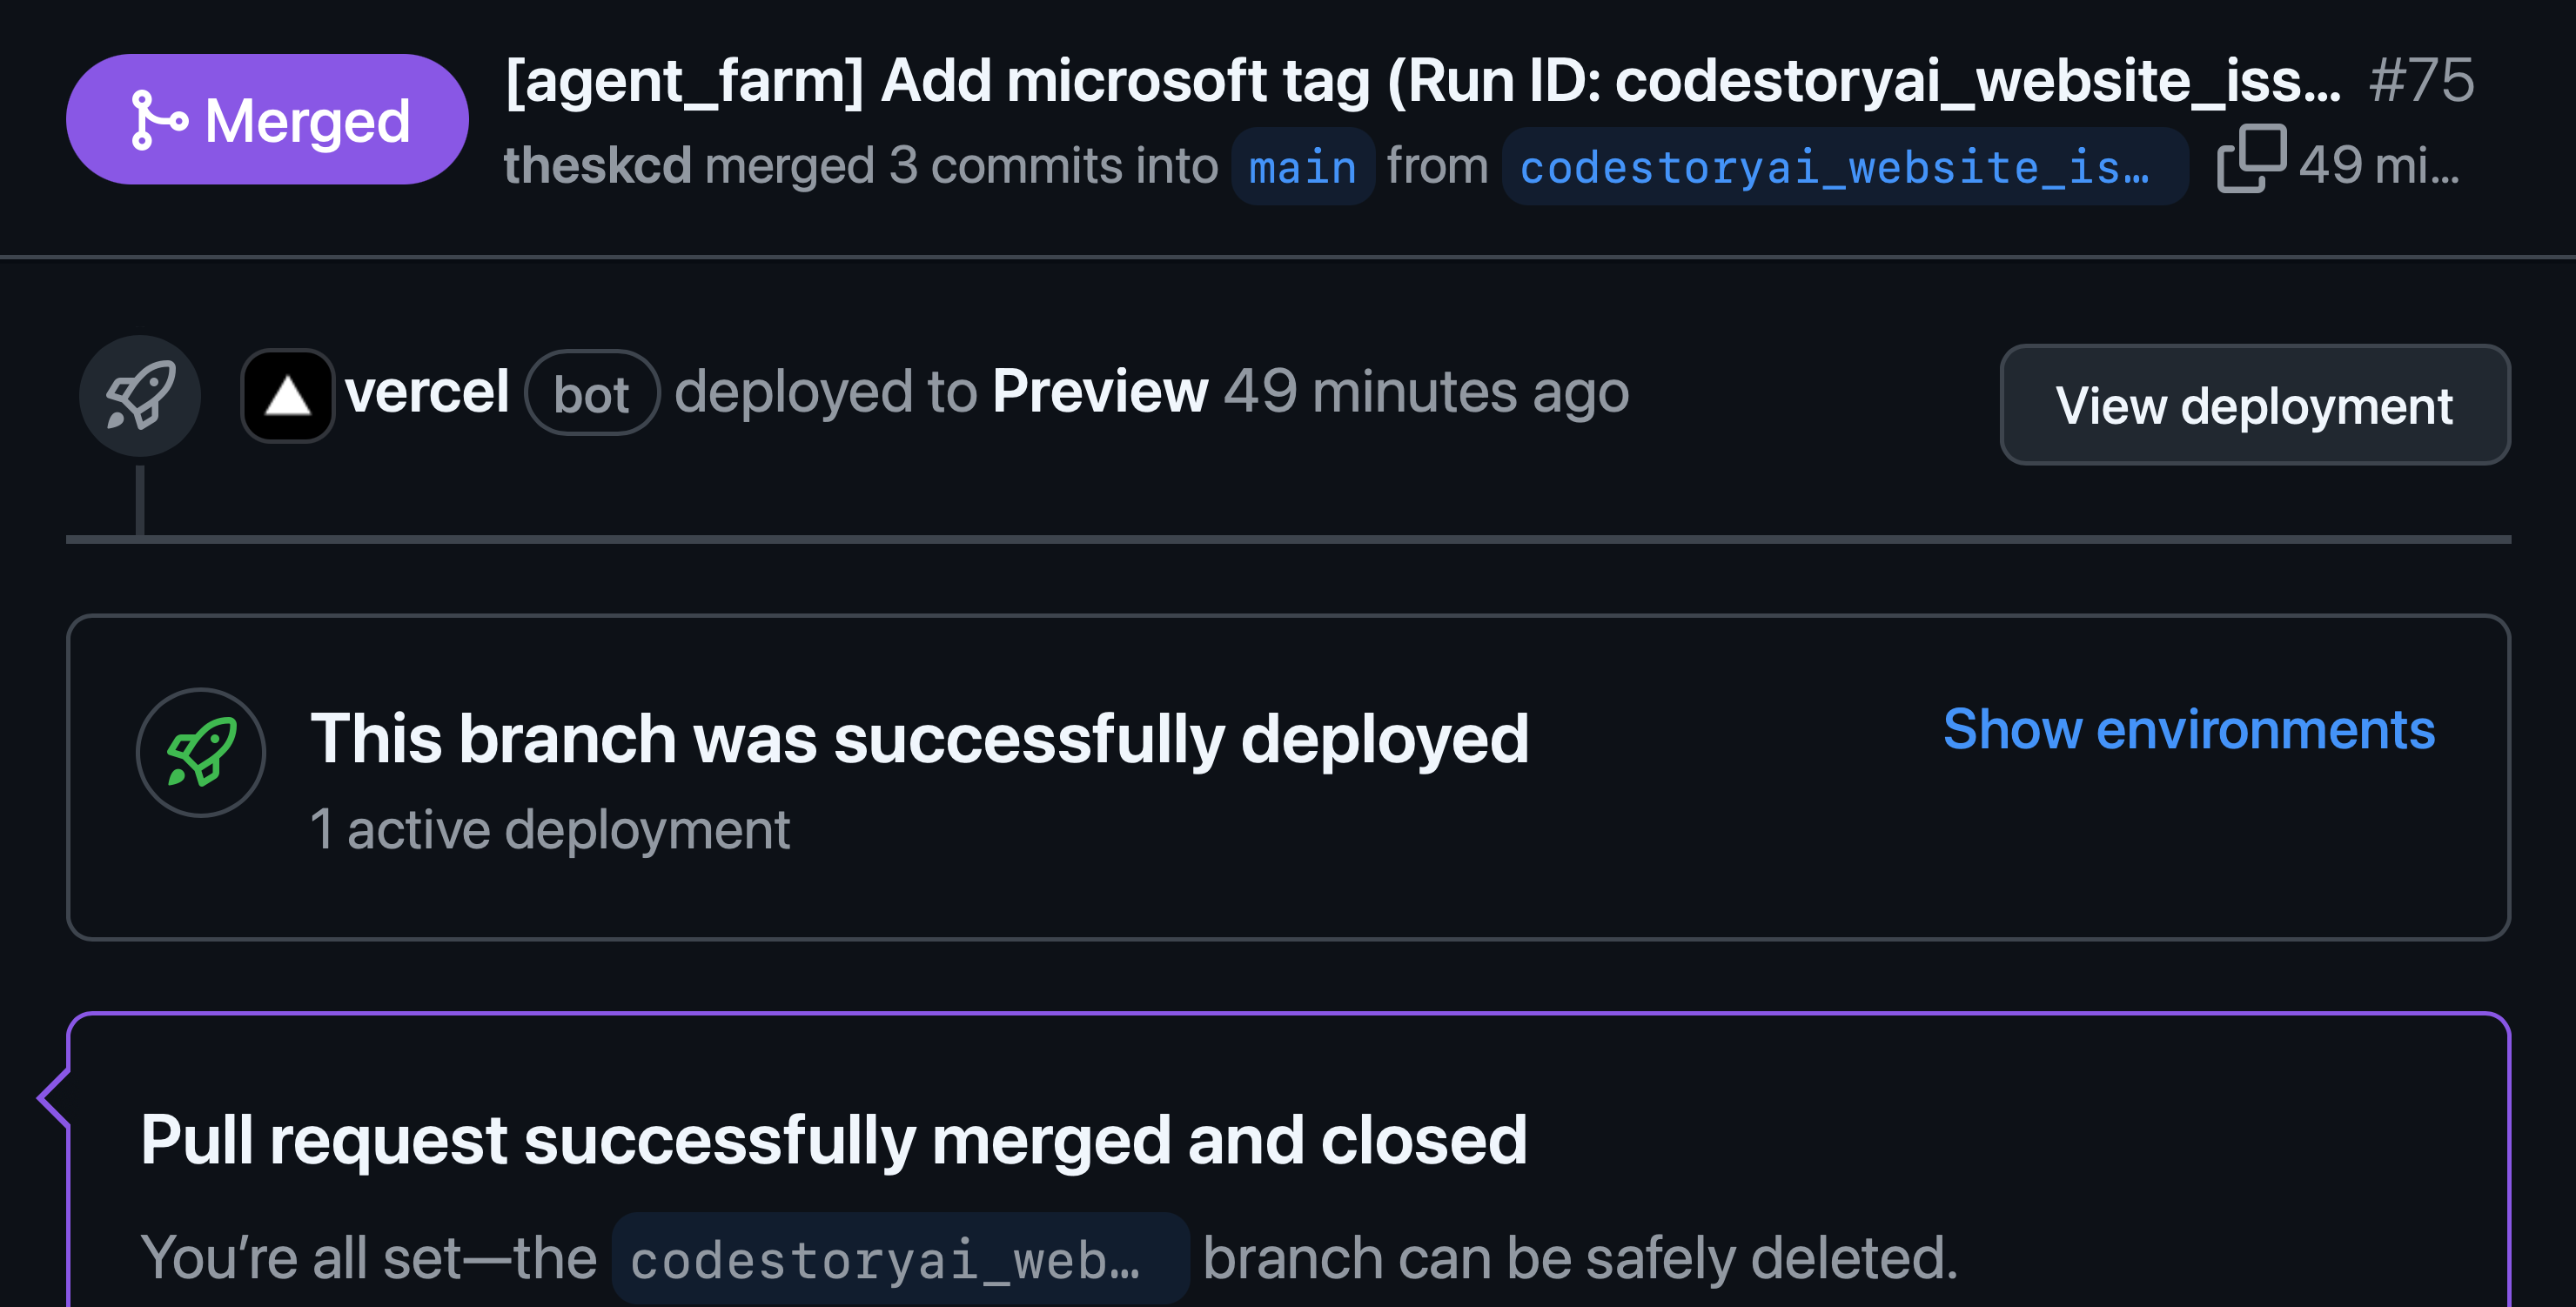 Merged
[agent_farm] Add microsoft tag (Run ID: codestoryai_website_iss... #75
theskcd merged 3 commits into main from codestoryai_website_is... 49 mi...
vercel bot deployed to Preview 49 minutes ago
View deployment
This branch was successfully deployed
Show environments
1 active deployment
Pull request successfully merged and closed
You’re all set—the codestoryai_web... branch can be safely deleted.